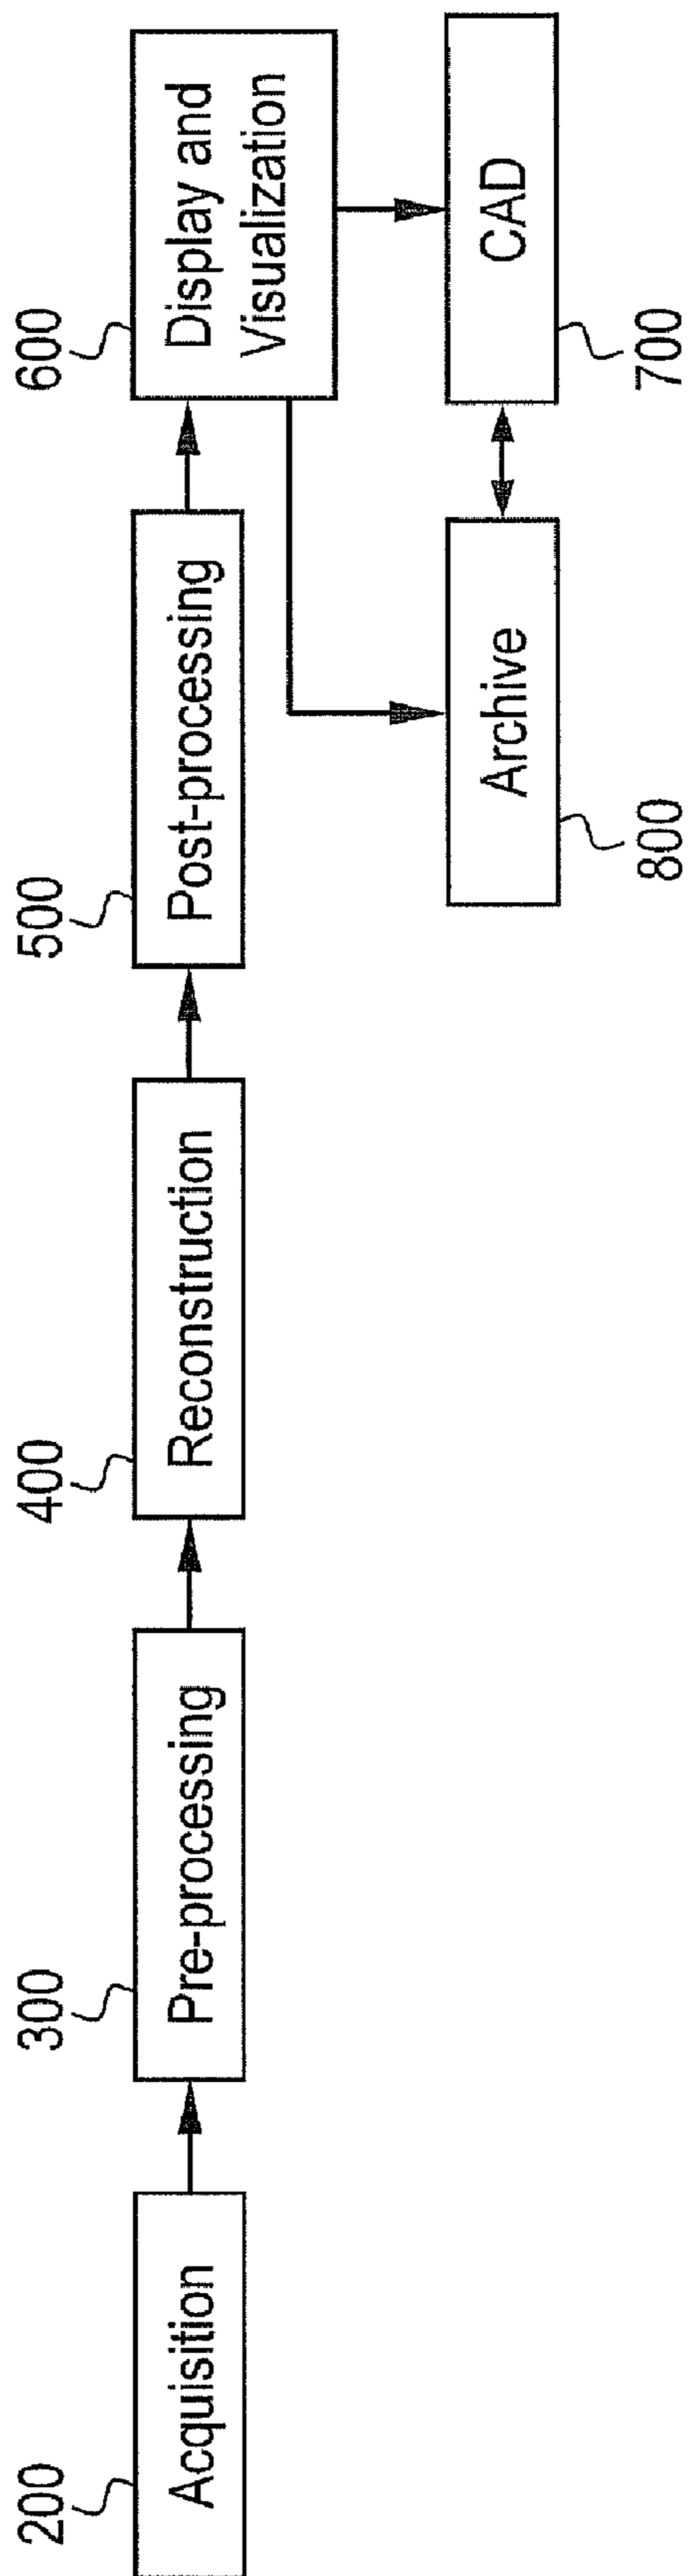 200
Acquisition
300
Pre-processing
400
Reconstruction
500
Post-processing
600
Display and
Visualization
800
Archive
700
CAD